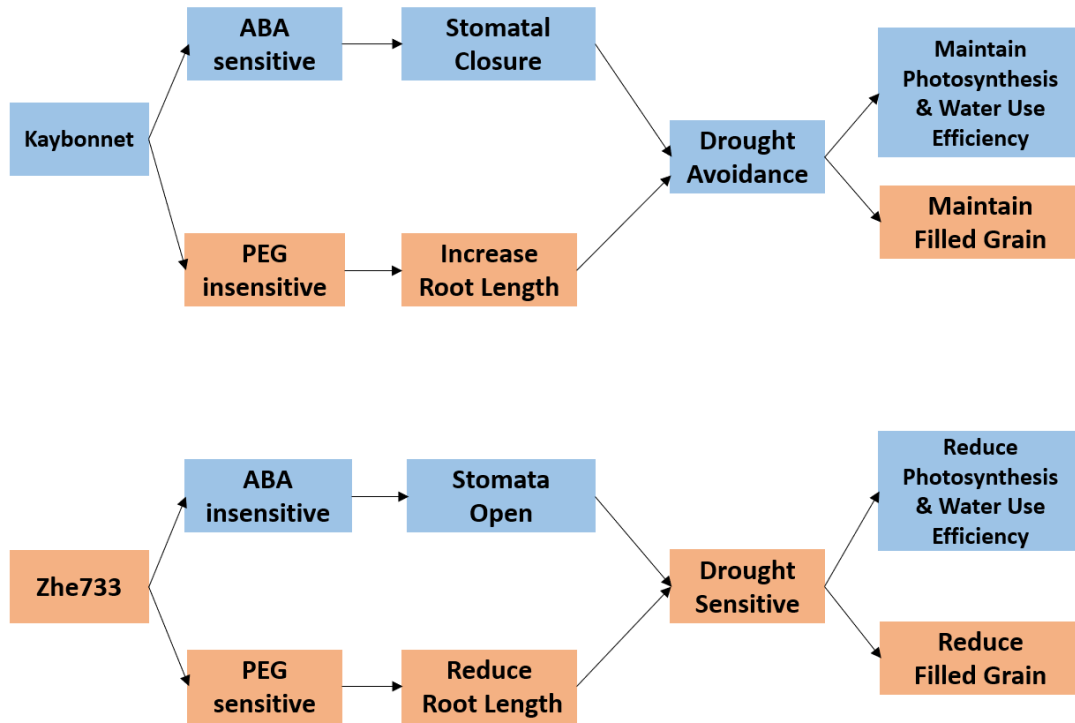 Kaybonnet
ABA
sensitive
Stomatal
Closure
PEG
insensitive
Increase
Root Length
Drought
Avoidance
Maintain
Photosynthesis
& Water Use
Efficiency
Maintain
Filled Grain
Zhe733
ABA
insensitive
Stomata
Open
PEG
sensitive
Reduce
Root Length
Drought
Sensitive
Reduce
Photosynthesis
& Water Use
Efficiency
Reduce
Filled Grain